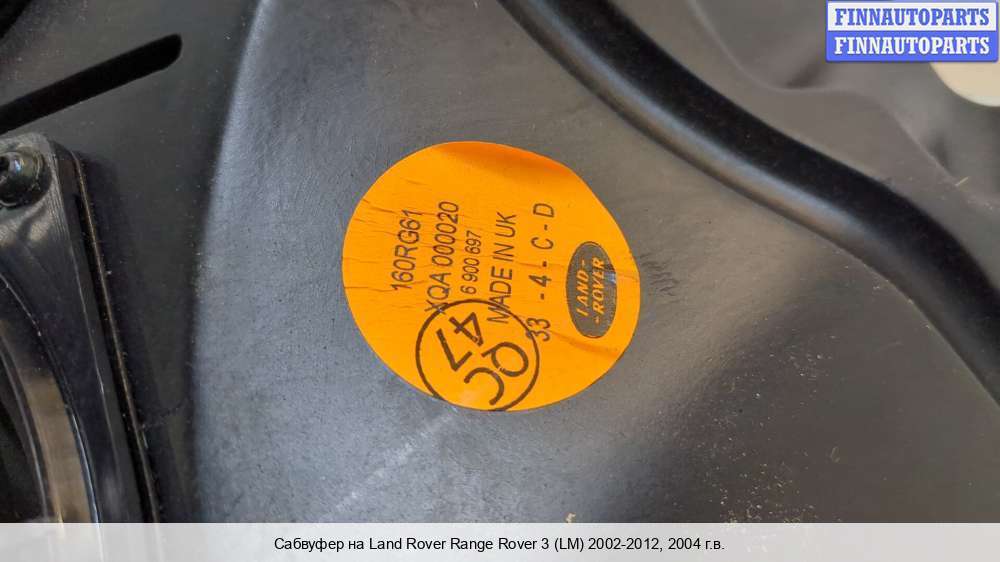 FINNAUTOPARTS
FINNAUTOPARTS
160RG61
XQA 000020
6 900 697
MADE IN UK
33 - 4 - C - D
LAND-
-ROVER
QC
47
Сабвуфер на Land Rover Range Rover 3 (LM) 2002-2012, 2004 г.в.